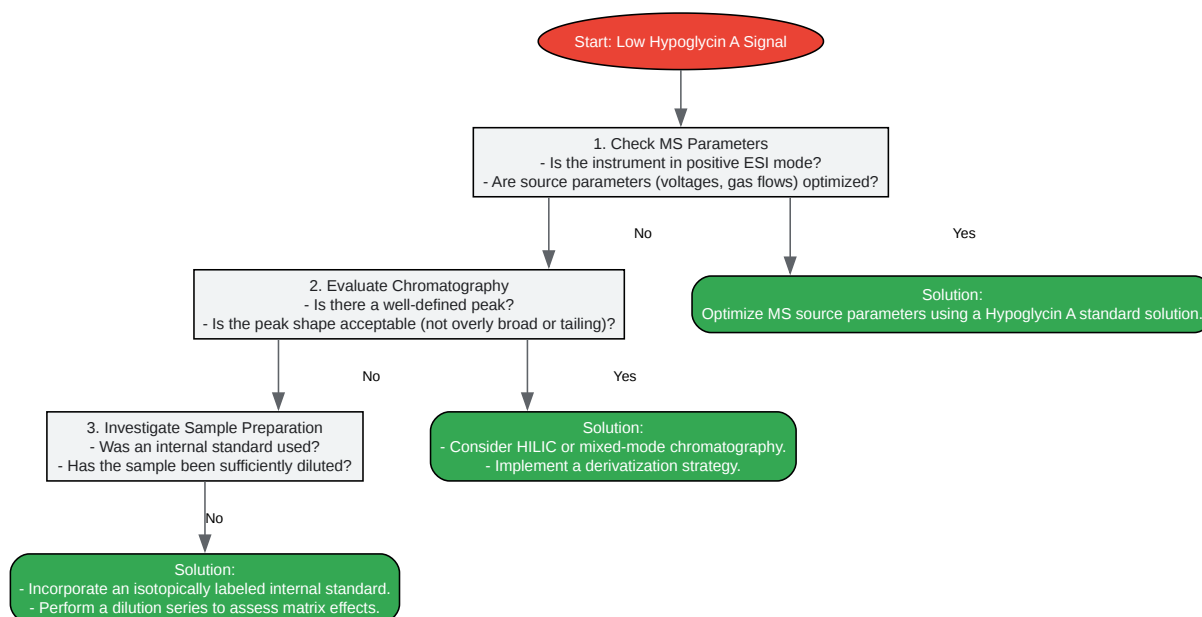 Start: Low Hypoglycin A Signal
1. Check MS Parameters
- Is the instrument in positive ESI mode?
- Are source parameters (voltages, gas flows) optimized?
No
Yes
2. Evaluate Chromatography
- Is there a well-defined peak?
- Is the peak shape acceptable (not overly broad or tailing)?
Solution:
Optimize MS source parameters using a Hypoglycin A standard solution.
No
Yes
3. Investigate Sample Preparation
- Was an internal standard used?
- Has the sample been sufficiently diluted?
Solution:
- Consider HILIC or mixed-mode chromatography.
- Implement a derivatization strategy.
No
Solution:
- Incorporate an isotopically labeled internal standard.
- Perform a dilution series to assess matrix effects.